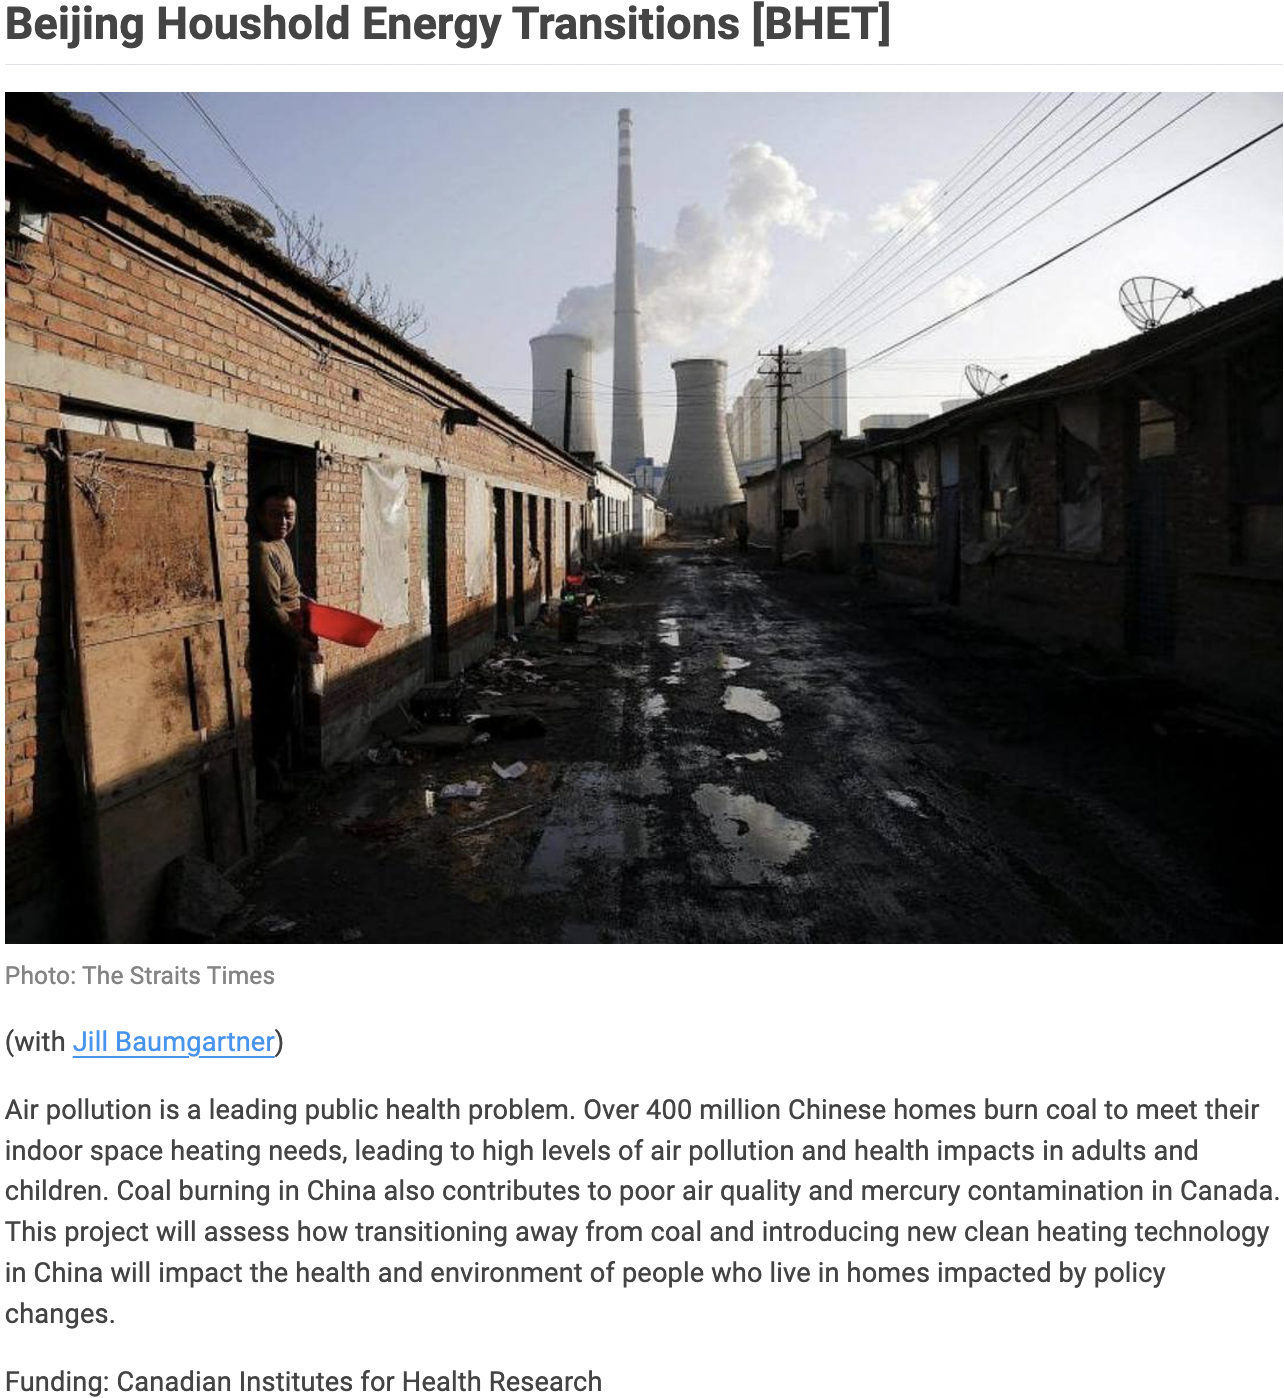 Beijing Houshold Energy Transitions [BHET]
Photo: The Straits Times
(with Jill Baumgartner)
Air pollution is a leading public health problem. Over 400 million Chinese homes burn coal to meet their
indoor space heating needs, leading to high levels of air pollution and health impacts in adults and
children. Coal burning in China also contributes to poor air quality and mercury contamination in Canada.
This project will assess how transitioning away from coal and introducing new clean heating technology
in China will impact the health and environment of people who live in homes impacted by policy
changes.
Funding: Canadian Institutes for Health Research